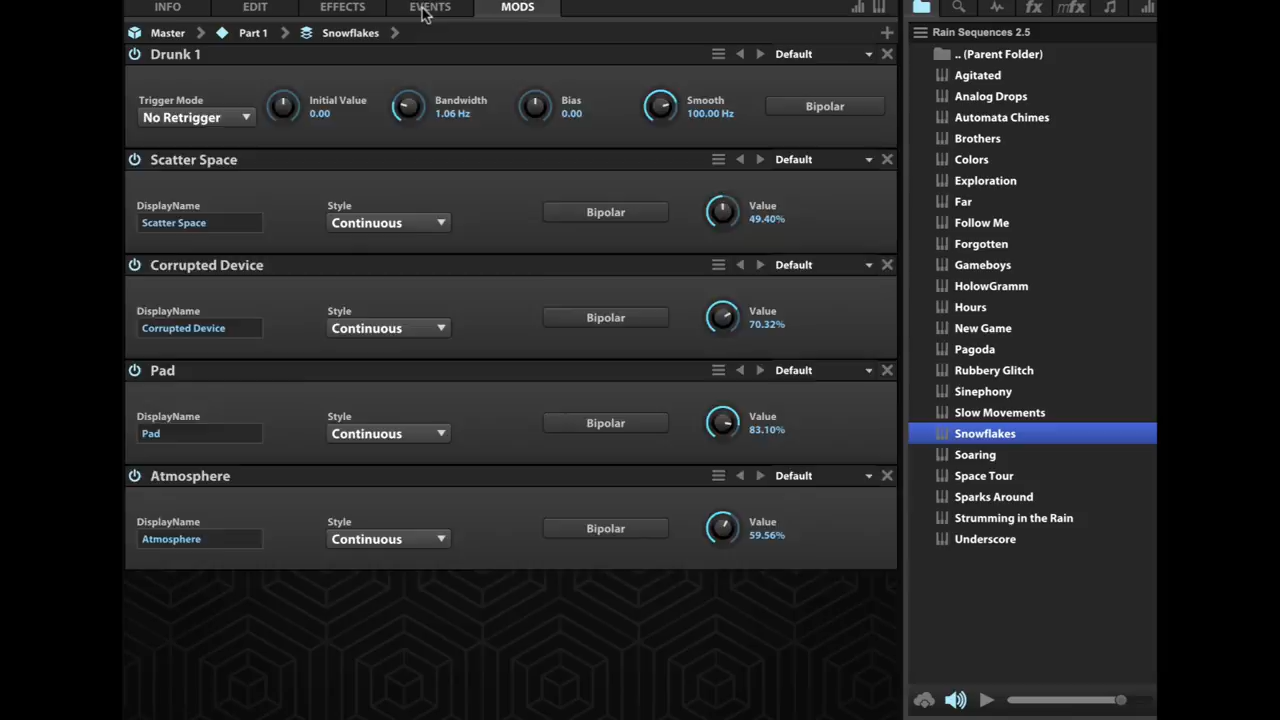 INFO EDIT EFFECTS EVENTS MODS
Master Part 1 Snowflakes
Drunk 1 Default
Trigger Mode
No Retrigger
Initial Value
0.00
Bandwidth
1.06 Hz
Bias
0.00
Smooth
100.00 Hz
Bipolar
Scatter Space Default
DisplayName
Scatter Space
Style
Continuous
Bipolar
Value
49.40%
Corrupted Device Default
DisplayName
Corrupted Device
Style
Continuous
Bipolar
Value
70.32%
Pad Default
DisplayName
Pad
Style
Continuous
Bipolar
Value
83.10%
Atmosphere Default
DisplayName
Atmosphere
Style
Continuous
Bipolar
Value
59.56%
fx mfx
Rain Sequences 2.5
.. (Parent Folder)
Agitated
Analog Drops
Automata Chimes
Brothers
Colors
Exploration
Far
Follow Me
Forgotten
Gameboys
HolowGramm
Hours
New Game
Pagoda
Rubbery Glitch
Sinephony
Slow Movements
Snowflakes
Soaring
Space Tour
Sparks Around
Strumming in the Rain
Underscore